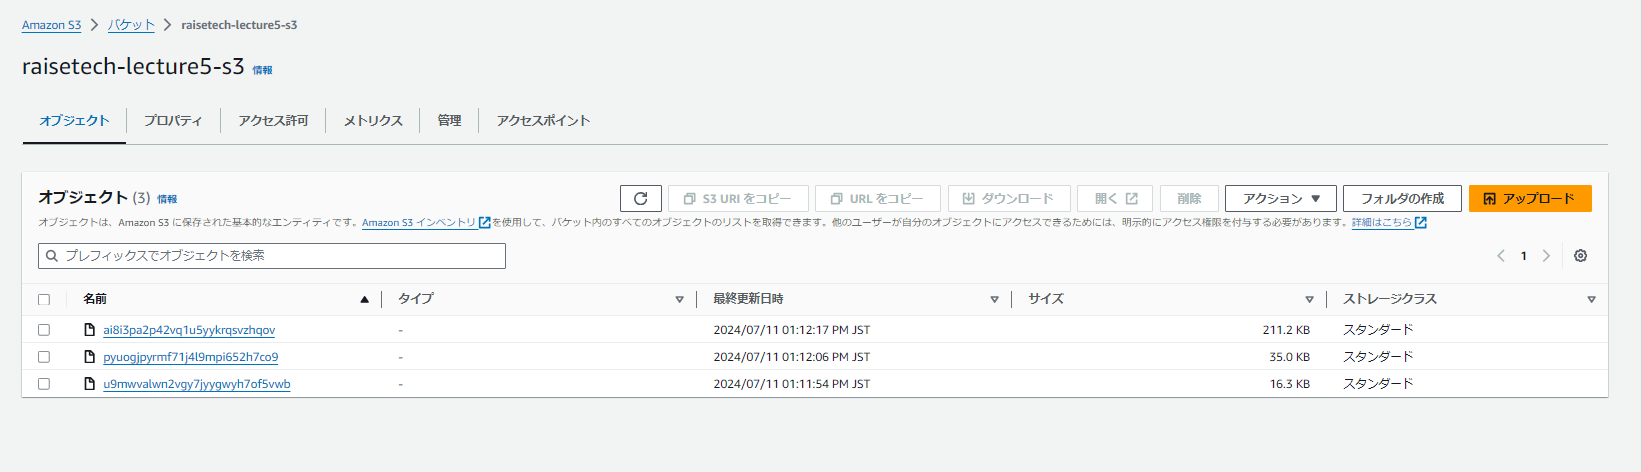 Amazon S3 > バケット > raisetech-lecture5-s3
raisetech-lecture5-s3 情報
オブジェクト プロパティ アクセス許可 メトリクス 管理 アクセスポイント
オブジェクト (3) 情報 S3 URI をコピー URL をコピー ダウンロード 開く 削除 アクション フォルダの作成 アップロード
オブジェクトは、Amazon S3 に保存された基本的なエンティティです。Amazon S3 インベントリ を使用して、バケット内のすべてのオブジェクトのリストを取得できます。他のユーザーが自分のオブジェクトにアクセスできるためには、明示的にアクセス権限を付与する必要があります。詳細はこちら
プレフィックスでオブジェクトを検索 1
名前 タイプ 最終更新日時 サイズ ストレージクラス
ai8i3pa2p42vq1u5yykrqsvzhqov - 2024/07/11 01:12:17 PM JST 211.2 KB スタンダード
pyuogjpyrmf71j4l9mpi652h7co9 - 2024/07/11 01:12:06 PM JST 35.0 KB スタンダード
u9mwvalwn2vgy7jyygwyh7of5vwb - 2024/07/11 01:11:54 PM JST 16.3 KB スタンダード